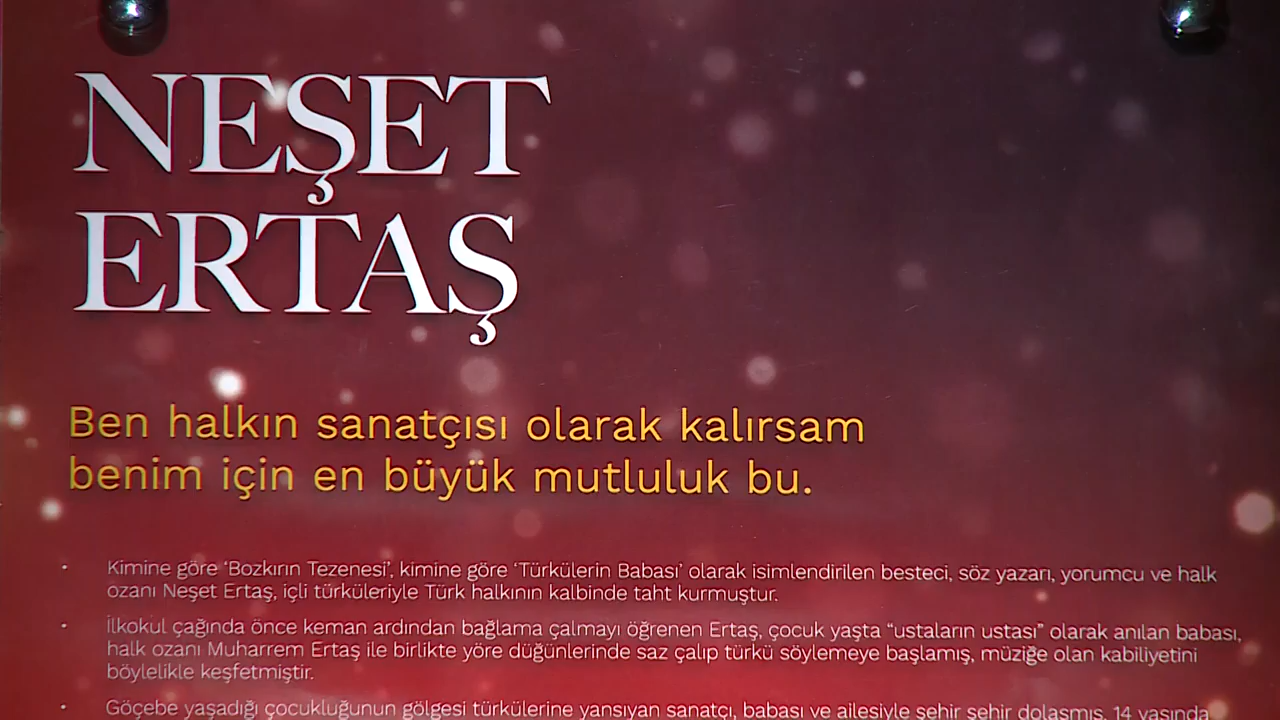 NEŞET
ERTAŞ
Ben halkın sanatçısı olarak kalırsam
benim için en büyük mutluluk bu.
• Kimine göre ‘Bozkırın Tezenesi’, kimine göre ‘Türkülerin Babası’ olarak isimlendirilen besteci, söz yazarı, yorumcu ve halk
ozanı Neşet Ertaş, içli türküleriyle Türk halkının kalbinde taht kurmuştur.
• İlkokul çağında önce keman ardından bağlama çalmayı öğrenen Ertaş, çocuk yaşta “ustaların ustası” olarak anılan babası,
halk ozanı Muharrem Ertaş ile birlikte yöre düğünlerinde saz çalıp türkü söylemeye başlamış, müziğe olan kabiliyetini
böylelikle keşfetmiştir.
• Göçebe yaşadığı çocukluğunun gölgesi türkülerine yansıyan sanatçı, babası ve ailesiyle şehir şehir dolaşmış, 14 yaşında